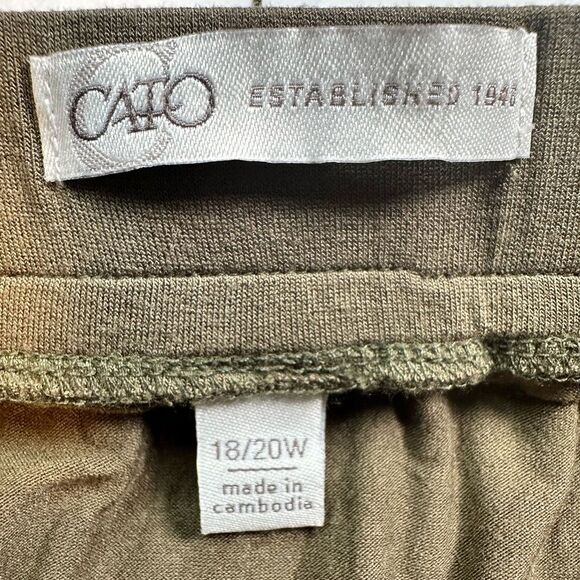 CATO ESTABLISHED 1946
18/20W
made in
cambodia